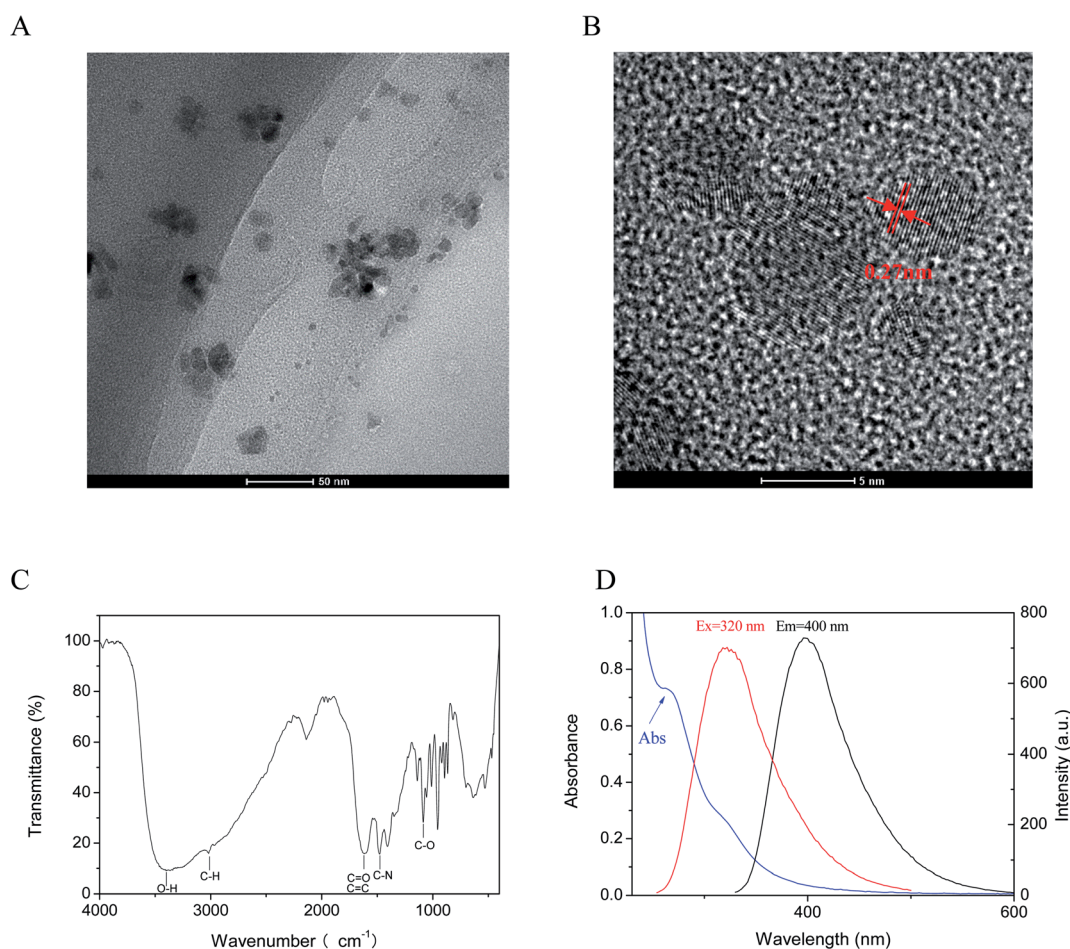 A
B
50 nm
0.27nm
5 nm
C
D
Transmittance (%)
100
80
60
40
20
0
O-H
C-H
C=O
C=C
C-N
C-O
4000
3000
2000
1000
Wavenumber ( cm⁻¹)
Absorbance
1.0
0.9
0.8
0.6
0.4
0.2
0.0
Ex=320 nm
Em=400 nm
Abs
800
600
400
200
0
Intensity (a.u.)
400
600
Wavelength (nm)